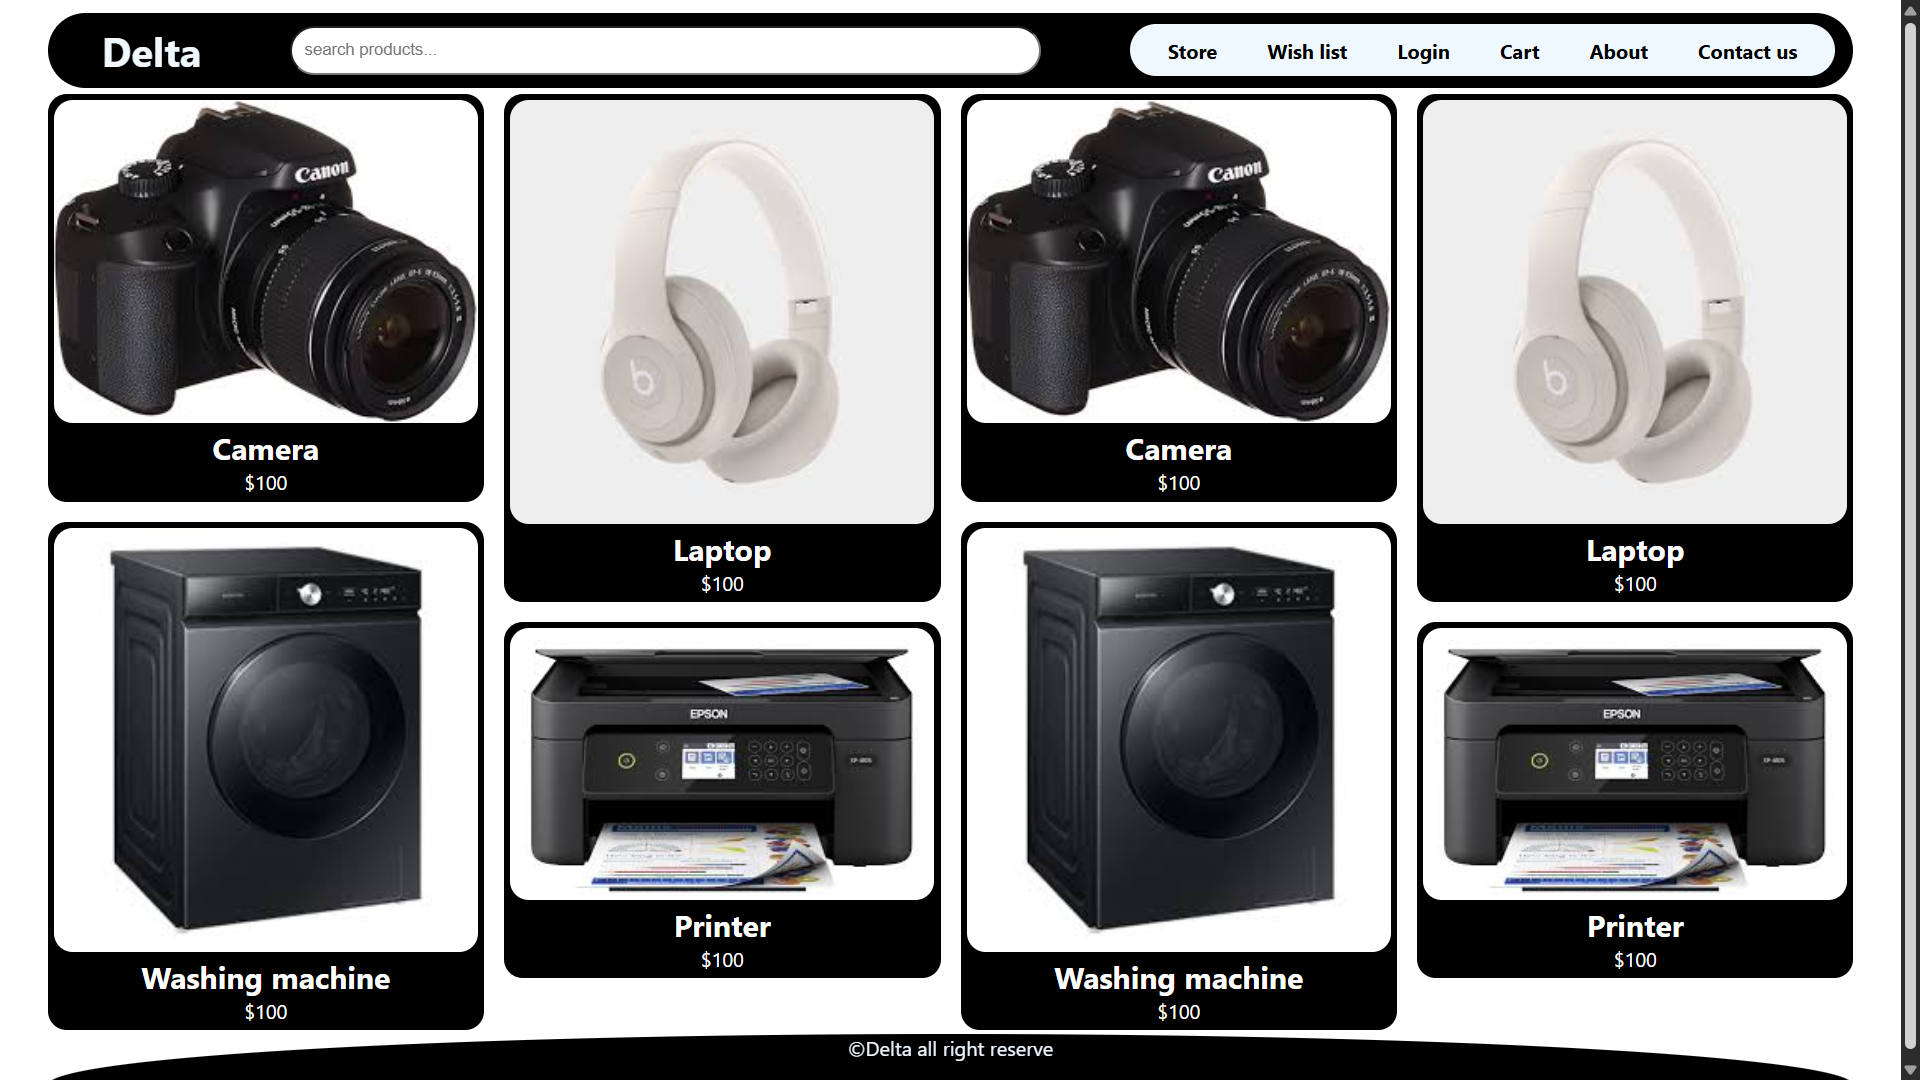 Delta
search products...
Store
Wish list
Login
Cart
About
Contact us
Canon
Camera
$100
Laptop
$100
Canon
Camera
$100
Laptop
$100
Washing machine
$100
EPSON
Printer
$100
Washing machine
$100
EPSON
Printer
$100
©Delta all right reserve